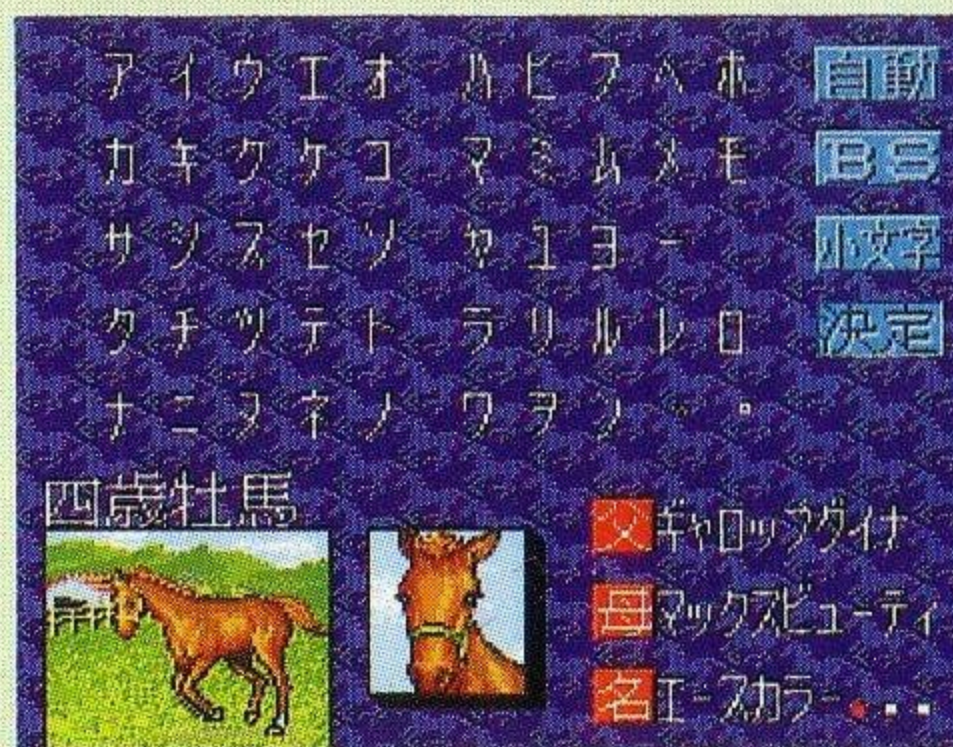 アイウエオ ハヒフヘホ 自動
カキクケコ マミムメモ BS
サシスセソ ヤユヨー 小文字
タチツテト ラリルレロ 決定
ナニヌネノ ワヲン゛゜
四歳牡馬
父 ギャロップダイナ
母 マックスビューティ
名 エースカラー